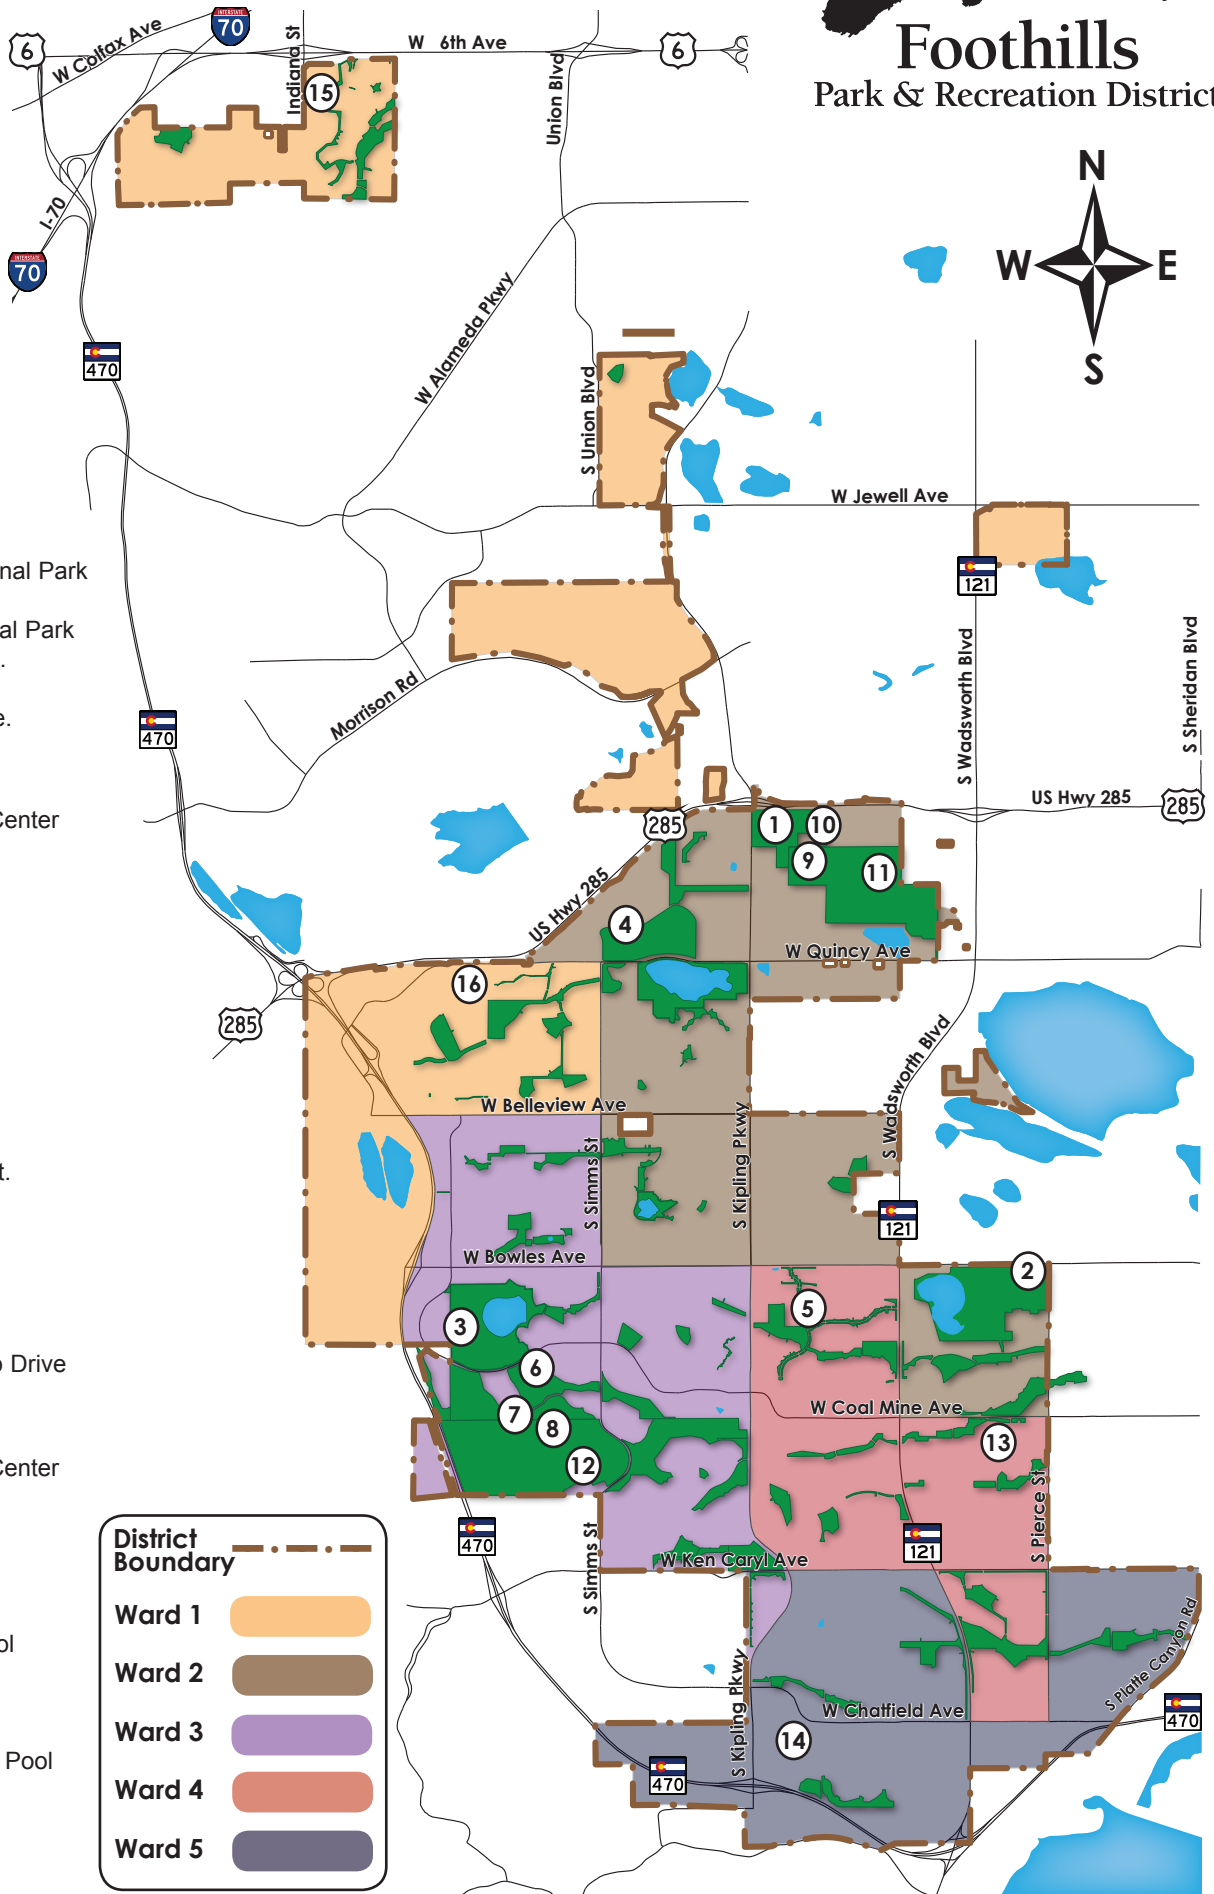 Foothills
Park & Recreation District
6
W Colfax Ave
INTERSTATE
70
Indiana St
W 6th Ave
6
Union Blvd
15
I-70
INTERSTATE
70
N
W
E
S
470
W Alameda Pkwy
S Union Blvd
W Jewell Ave
121
nal Park
al Park
.
e.
Morrison Rd
470
S Wadsworth Blvd
S Sheridan Blvd
US Hwy 285
285
Center
285
1
10
9
11
US Hwy 285
4
W Quincy Ave
16
285
S Wadsworth Blvd
W Belleview Ave
S Simms St
S Kipling Pkwy
t.
121
W Bowles Ave
2
3
5
6
o Drive
7
8
W Coal Mine Ave
13
12
Center
S Pierce St
470
121
S Simms St
W Ken Caryl Ave
District
Boundary
Ward 1
Ward 2
Ward 3
Ward 4
Ward 5
ol
Pool
S Platte Canyon Rd
S Kipling Pkwy
W Chatfield Ave
470
14
470